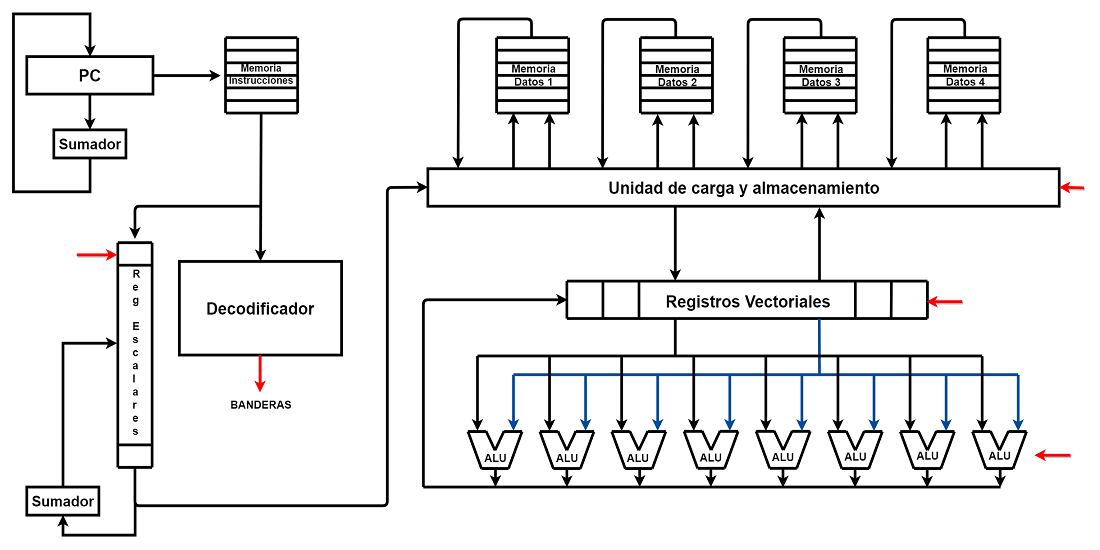 PC
Sumador
Memoria
Instrucciones
Memoria
Datos 1
Memoria
Datos 2
Memoria
Datos 3
Memoria
Datos 4
Unidad de carga y almacenamiento
Reg Escalares
Decodificador
BANDERAS
Sumador
Registros Vectoriales
ALU
ALU
ALU
ALU
ALU
ALU
ALU
ALU